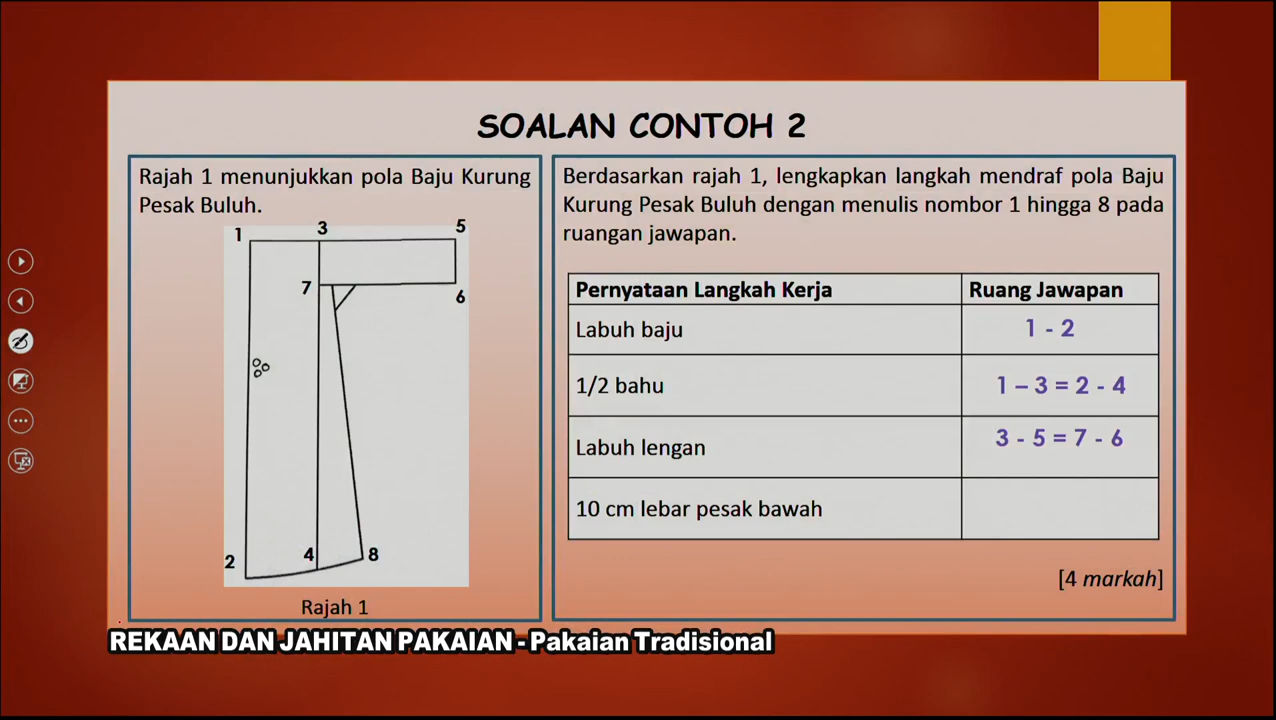 SOALAN CONTOH 2
Rajah 1 menunjukkan pola Baju Kurung
Pesak Buluh.
1
3
5
7
6
2
4
8
Rajah 1
Berdasarkan rajah 1, lengkapkan langkah mendraf pola Baju
Kurung Pesak Buluh dengan menulis nombor 1 hingga 8 pada
ruangan jawapan.
Pernyataan Langkah Kerja
Ruang Jawapan
Labuh baju
1 - 2
1/2 bahu
1 – 3 = 2 - 4
Labuh lengan
3 - 5 = 7 - 6
10 cm lebar pesak bawah
[4 markah]
REKAAN DAN JAHITAN PAKAIAN - Pakaian Tradisional